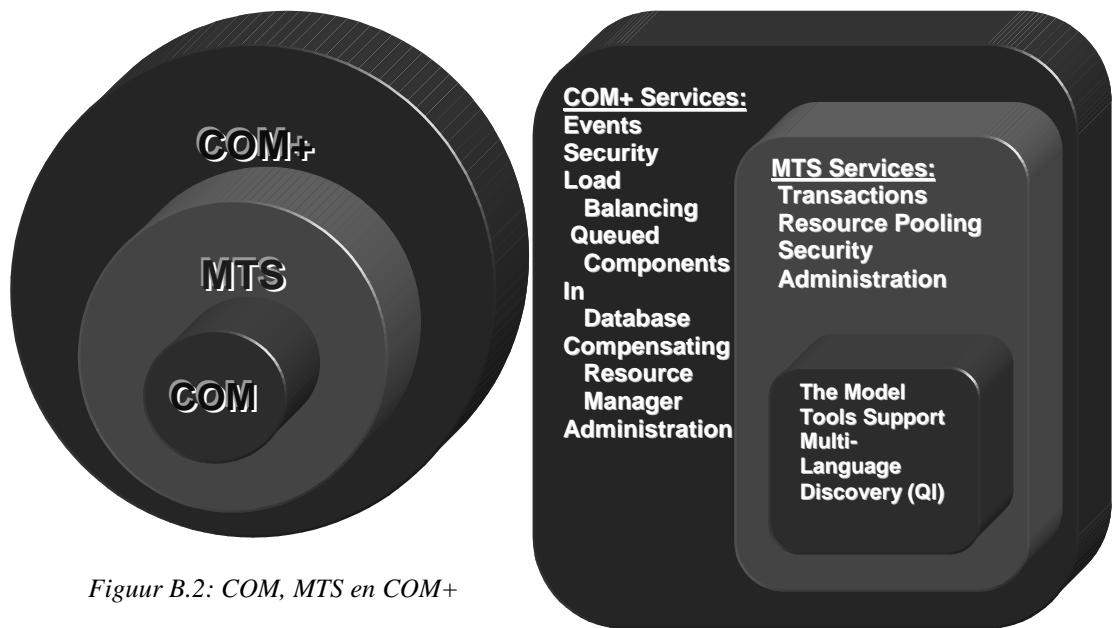 COM+
MTS
COM
Figuur B.2: COM, MTS en COM+
COM+ Services:
Events
Security
Load
Balancing
Queued
Components
In
Database
Compensating
Resource
Manager
Administration
MTS Services:
Transactions
Resource Pooling
Security
Administration
The Model
Tools Support
Multi-
Language
Discovery (QI)